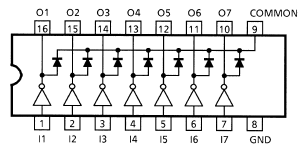 O1 O2 O3 O4 O5 O6 O7 COMMON
16 15 14 13 12 11 10 9
1 2 3 4 5 6 7 8
I1 I2 I3 I4 I5 I6 I7 GND